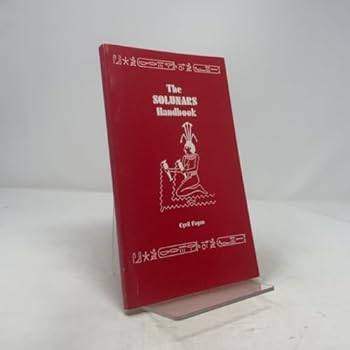 The
SOLUNARS
Handbook
Cyril Fagan